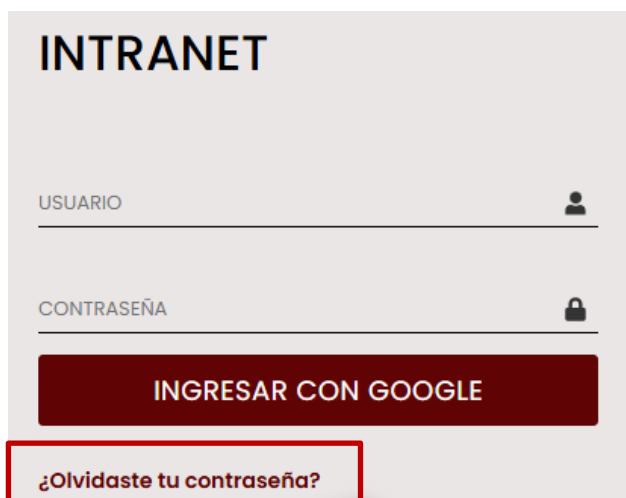 INTRANET
USUARIO
CONTRASEÑA
INGRESAR CON GOOGLE
¿Olvidaste tu contraseña?